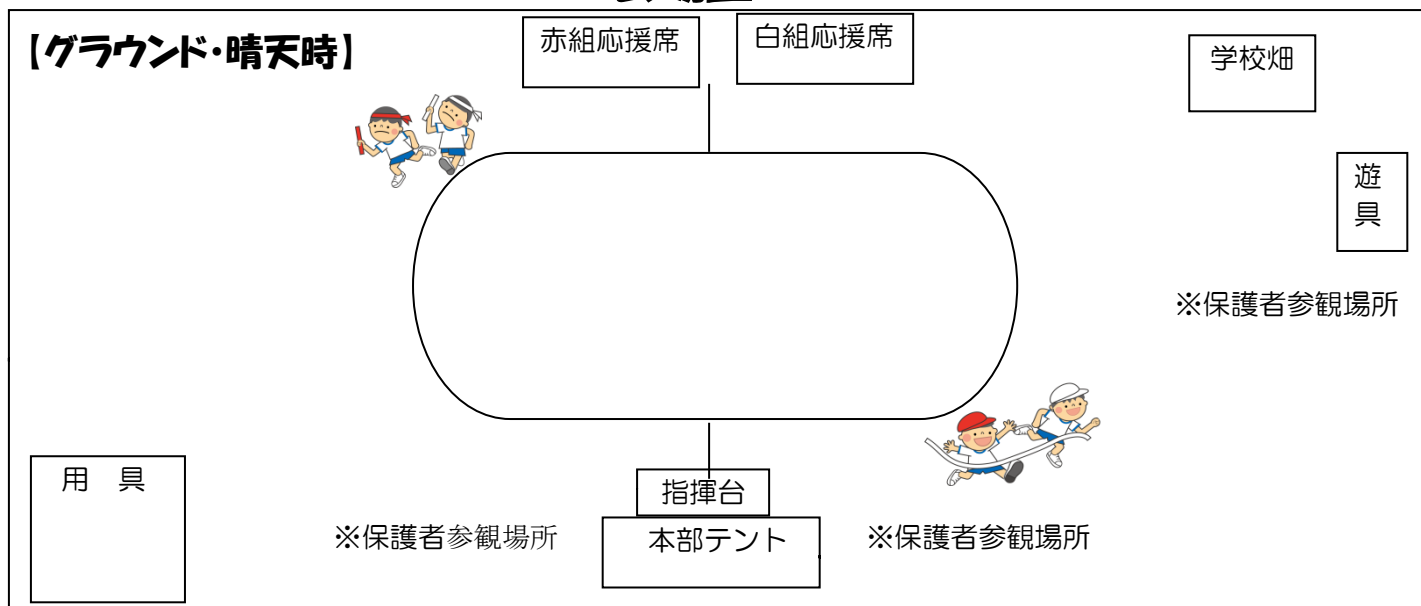 【グラウンド・晴天時】
赤組応援席
白組応援席
学校畑
遊
具
※保護者参観場所
用　具
指揮台
※保護者参観場所
本部テント
※保護者参観場所